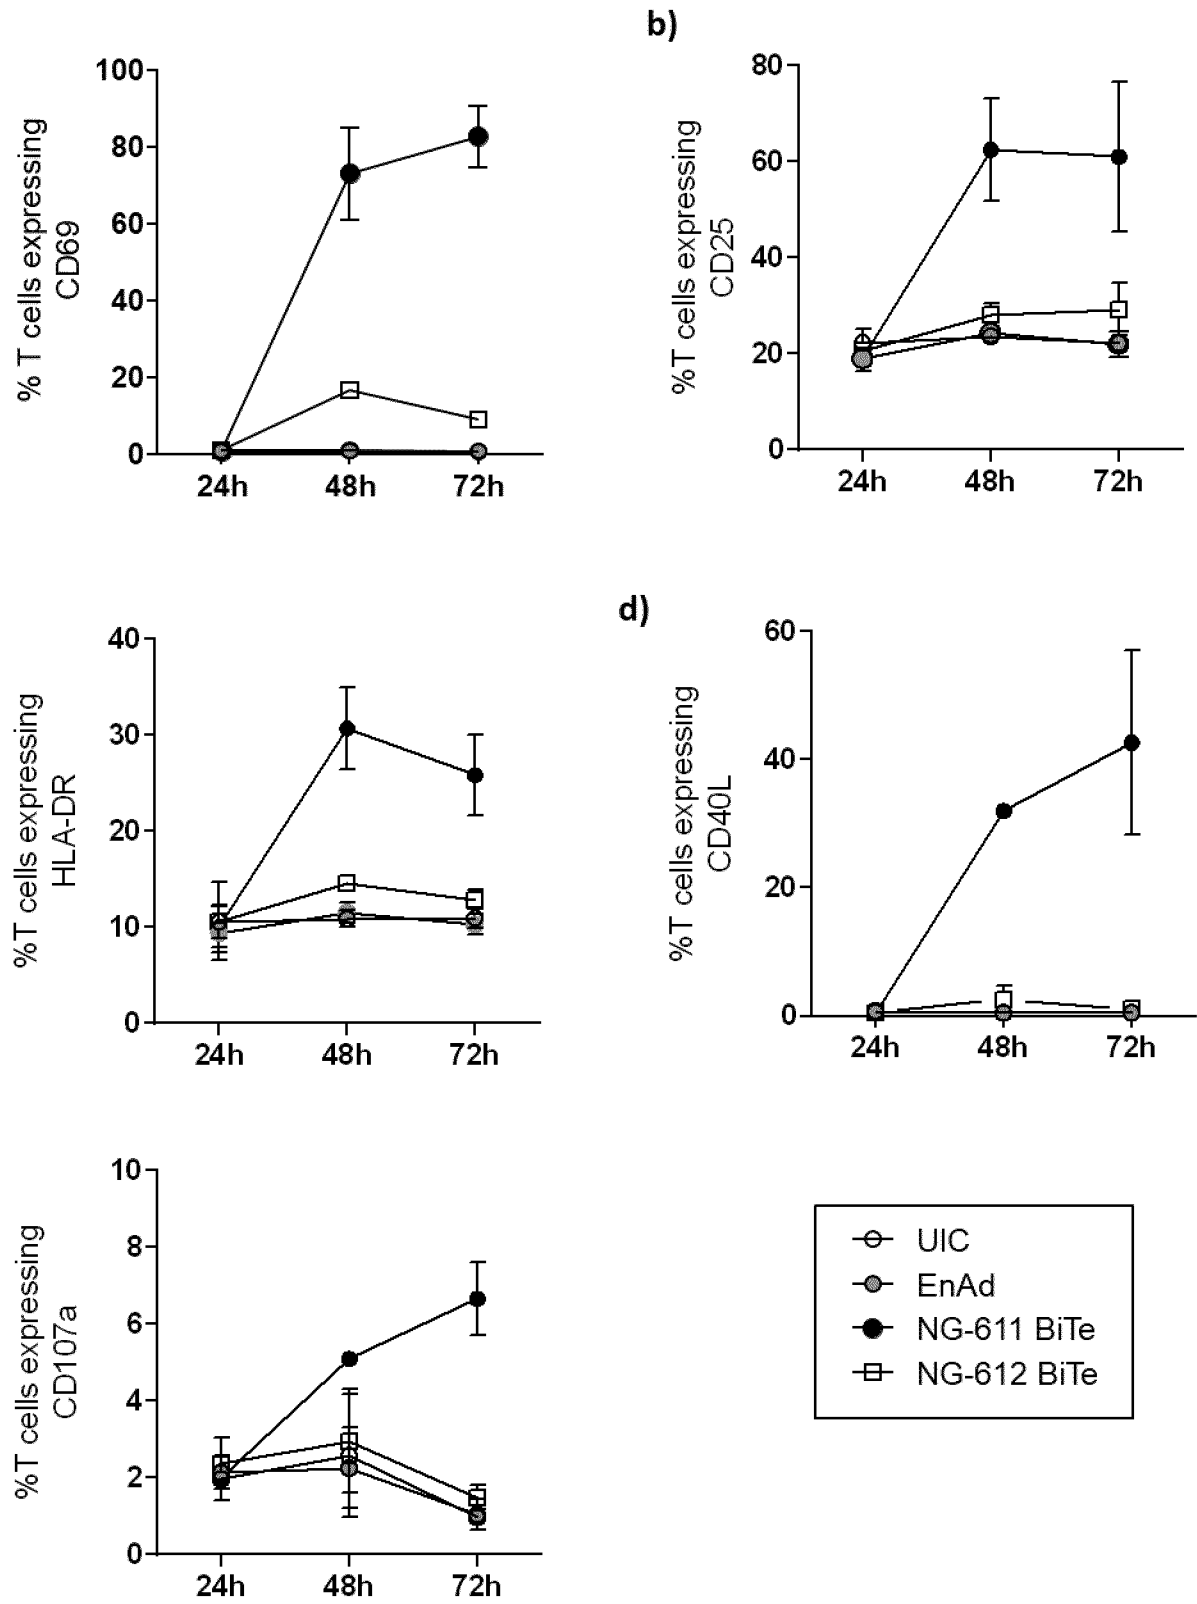 b)
100
80
60
40
20
0
% T cells expressing
CD69
24h 48h 72h
80
60
40
20
0
%T cells expressing
CD25
24h 48h 72h
40
30
20
10
0
%T cells expressing
HLA-DR
24h 48h 72h
d)
60
40
20
0
%T cells expressing
CD40L
24h 48h 72h
10
8
6
4
2
0
%T cells expressing
CD107a
24h 48h 72h
UIC
EnAd
NG-611 BiTe
NG-612 BiTe